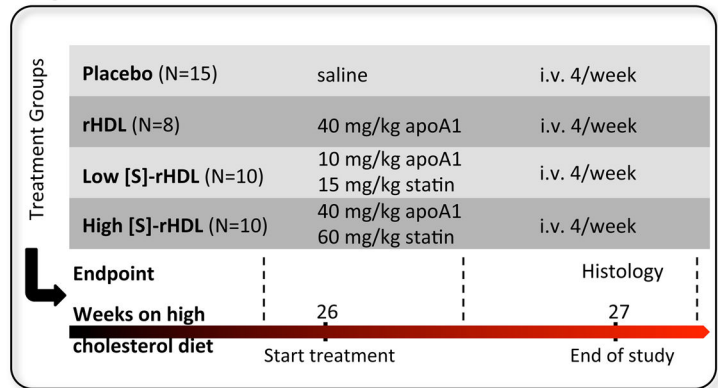 Treatment Groups
Placebo (N=15) saline i.v. 4/week
rHDL (N=8) 40 mg/kg apoA1 i.v. 4/week
Low [S]-rHDL (N=10) 10 mg/kg apoA1 15 mg/kg statin i.v. 4/week
High [S]-rHDL (N=10) 40 mg/kg apoA1 60 mg/kg statin i.v. 4/week
Endpoint Histology
Weeks on high 26 27
cholesterol diet Start treatment End of study